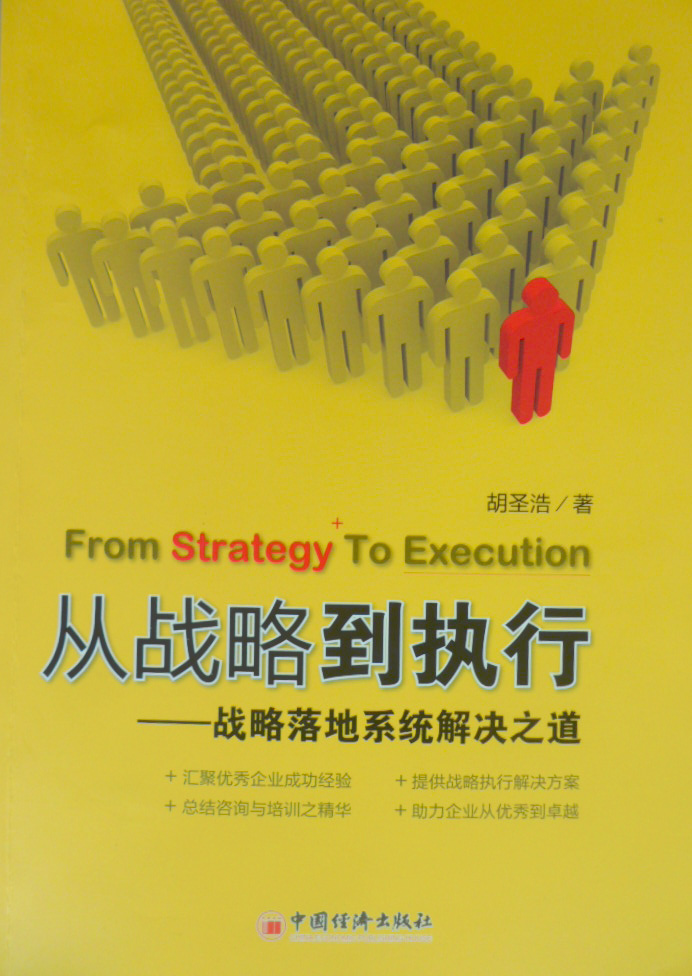 胡圣浩/著
From Strategy To Execution
从战略到执行
——战略落地系统解决之道
+汇聚优秀企业成功经验 +提供战略执行解决方案
+总结咨询与培训之精华 +助力企业从优秀到卓越
中国经济出版社